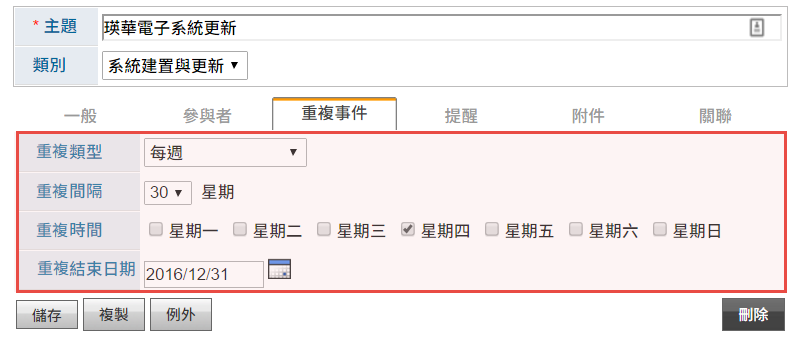 * 主題 瑛華電子系統更新
類別 系統建置與更新
一般 參與者 重複事件 提醒 附件 關聯
重複類型 每週
重複間隔 30 星期
重複時間 星期一 星期二 星期三 星期四 星期五 星期六 星期日
重複結束日期 2016/12/31
儲存 複製 例外 刪除